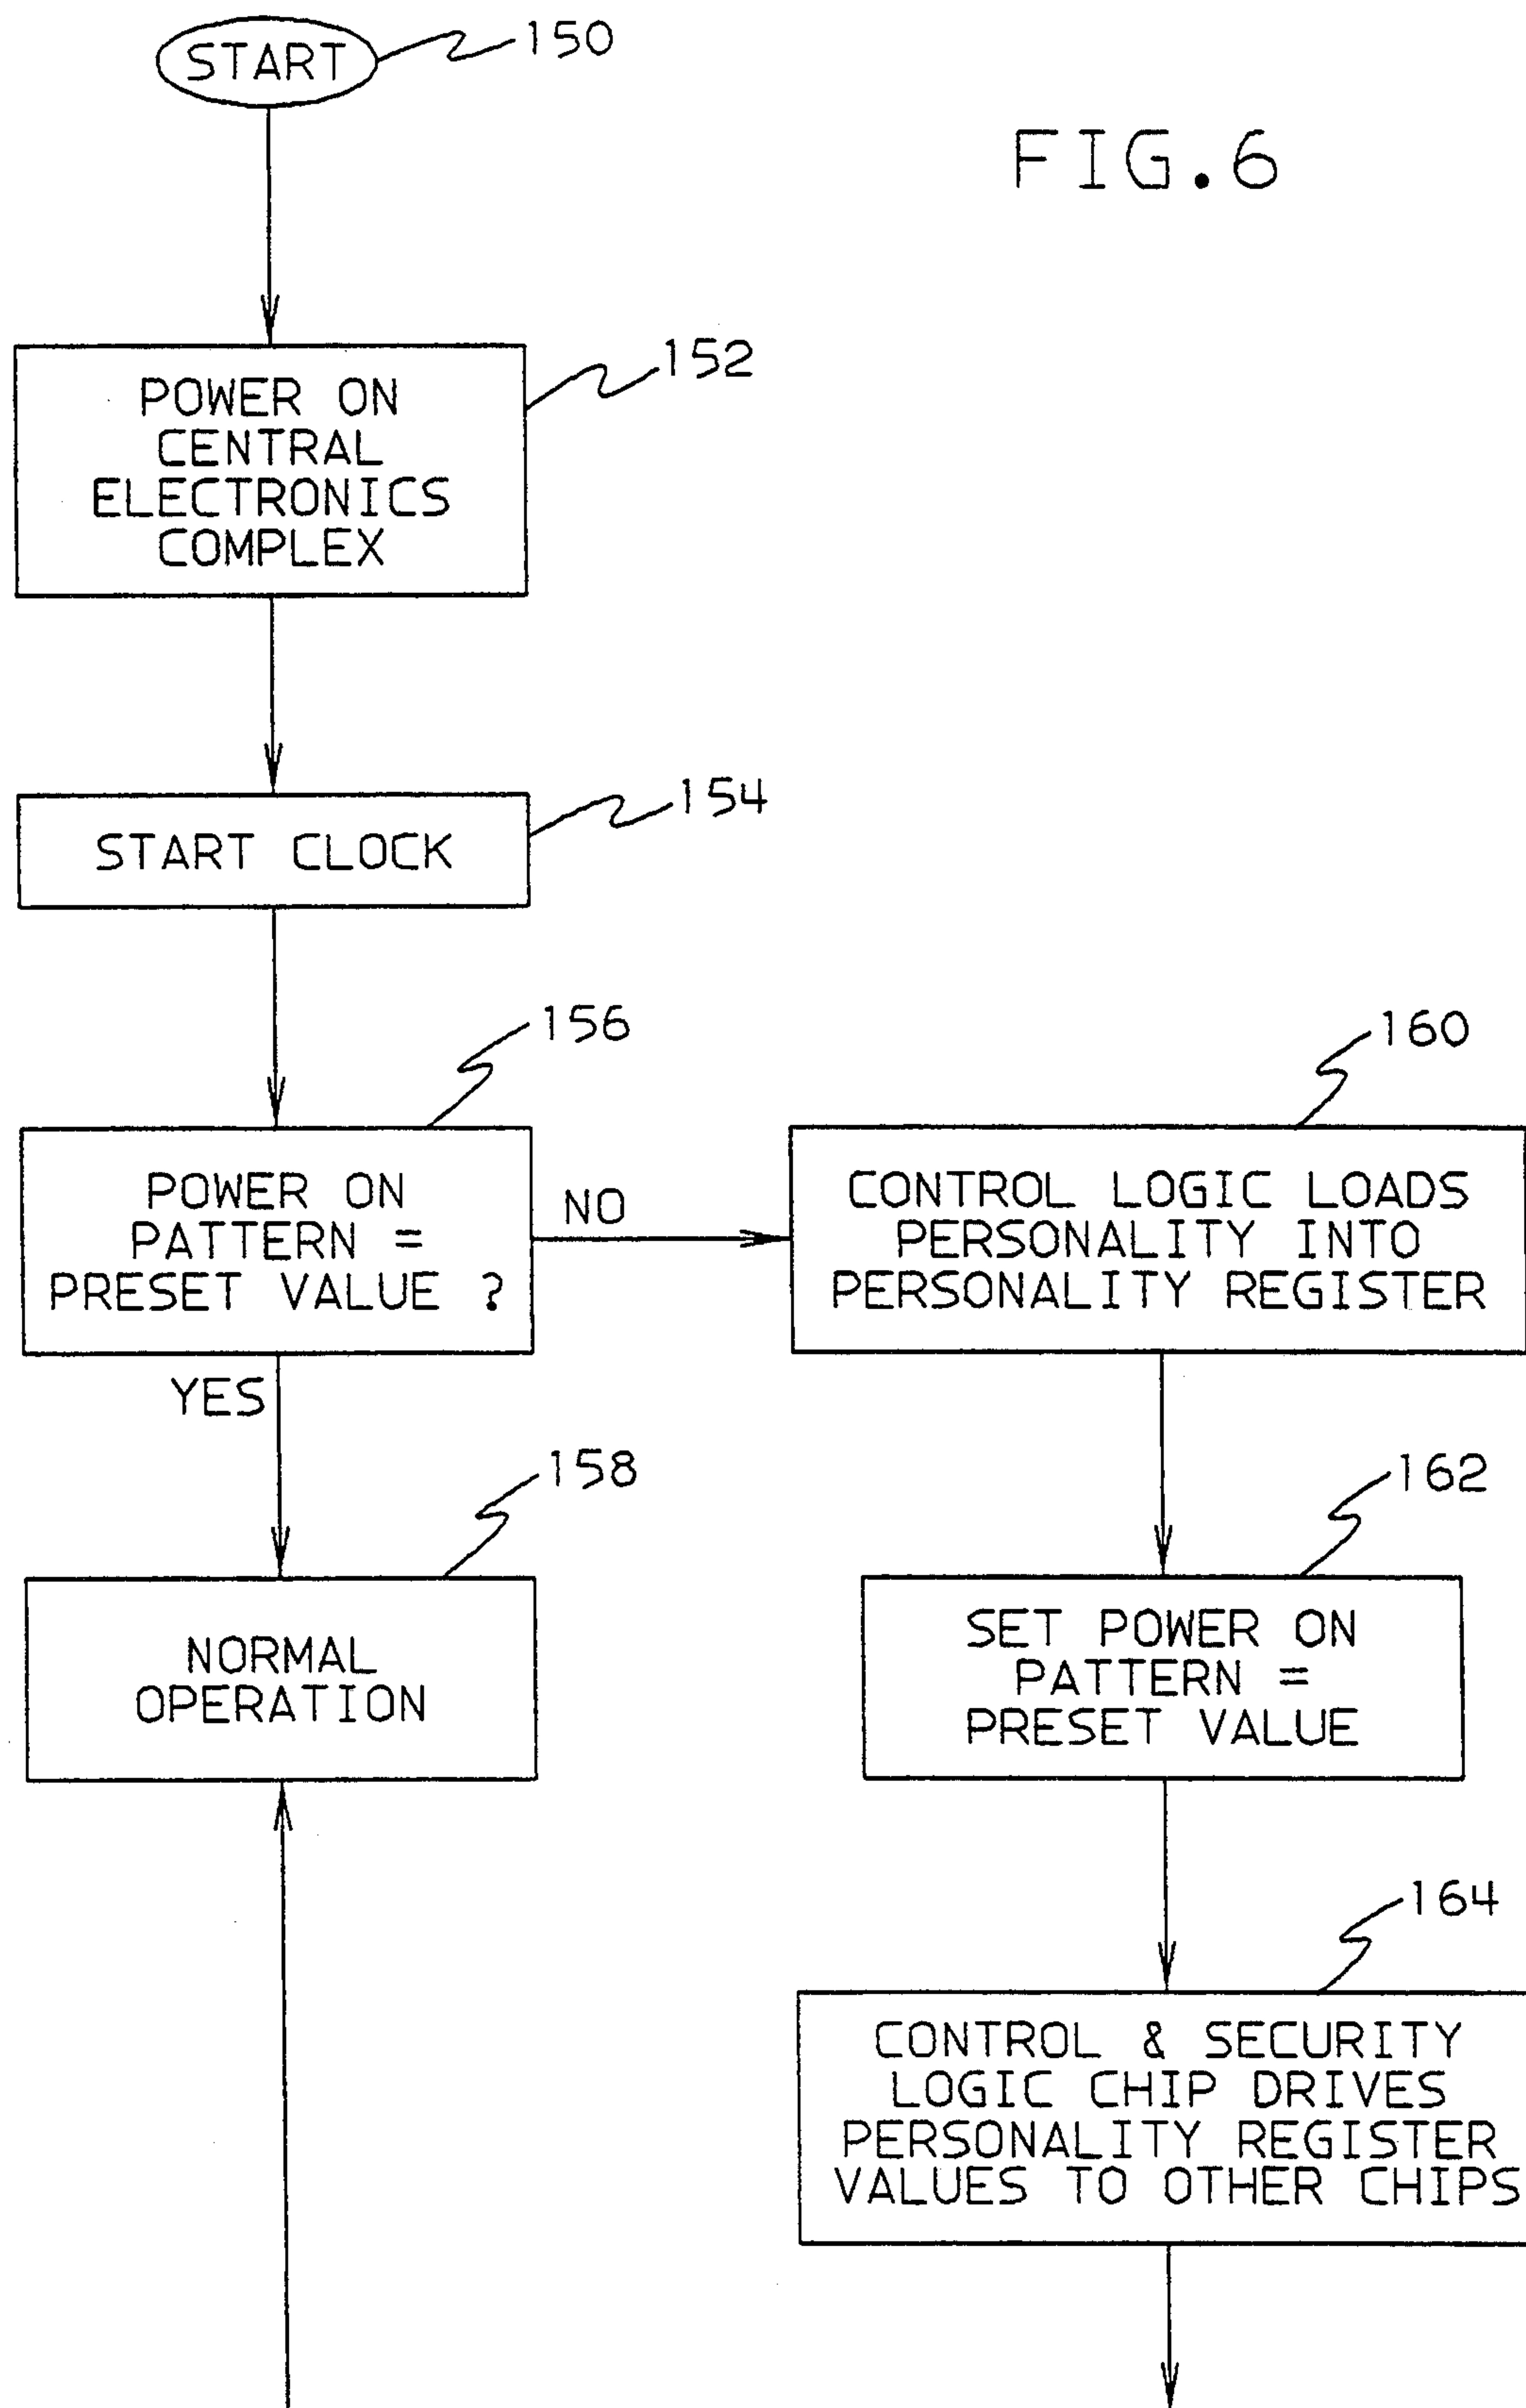 START
150
FIG.6
152
POWER ON
CENTRAL
ELECTRONICS
COMPLEX
154
START CLOCK
156
POWER ON
PATTERN =
PRESET VALUE ?
NO
160
CONTROL LOGIC LOADS
PERSONALITY INTO
PERSONALITY REGISTER
YES
158
NORMAL
OPERATION
162
SET POWER ON
PATTERN =
PRESET VALUE
164
CONTROL & SECURITY
LOGIC CHIP DRIVES
PERSONALITY REGISTER
VALUES TO OTHER CHIPS